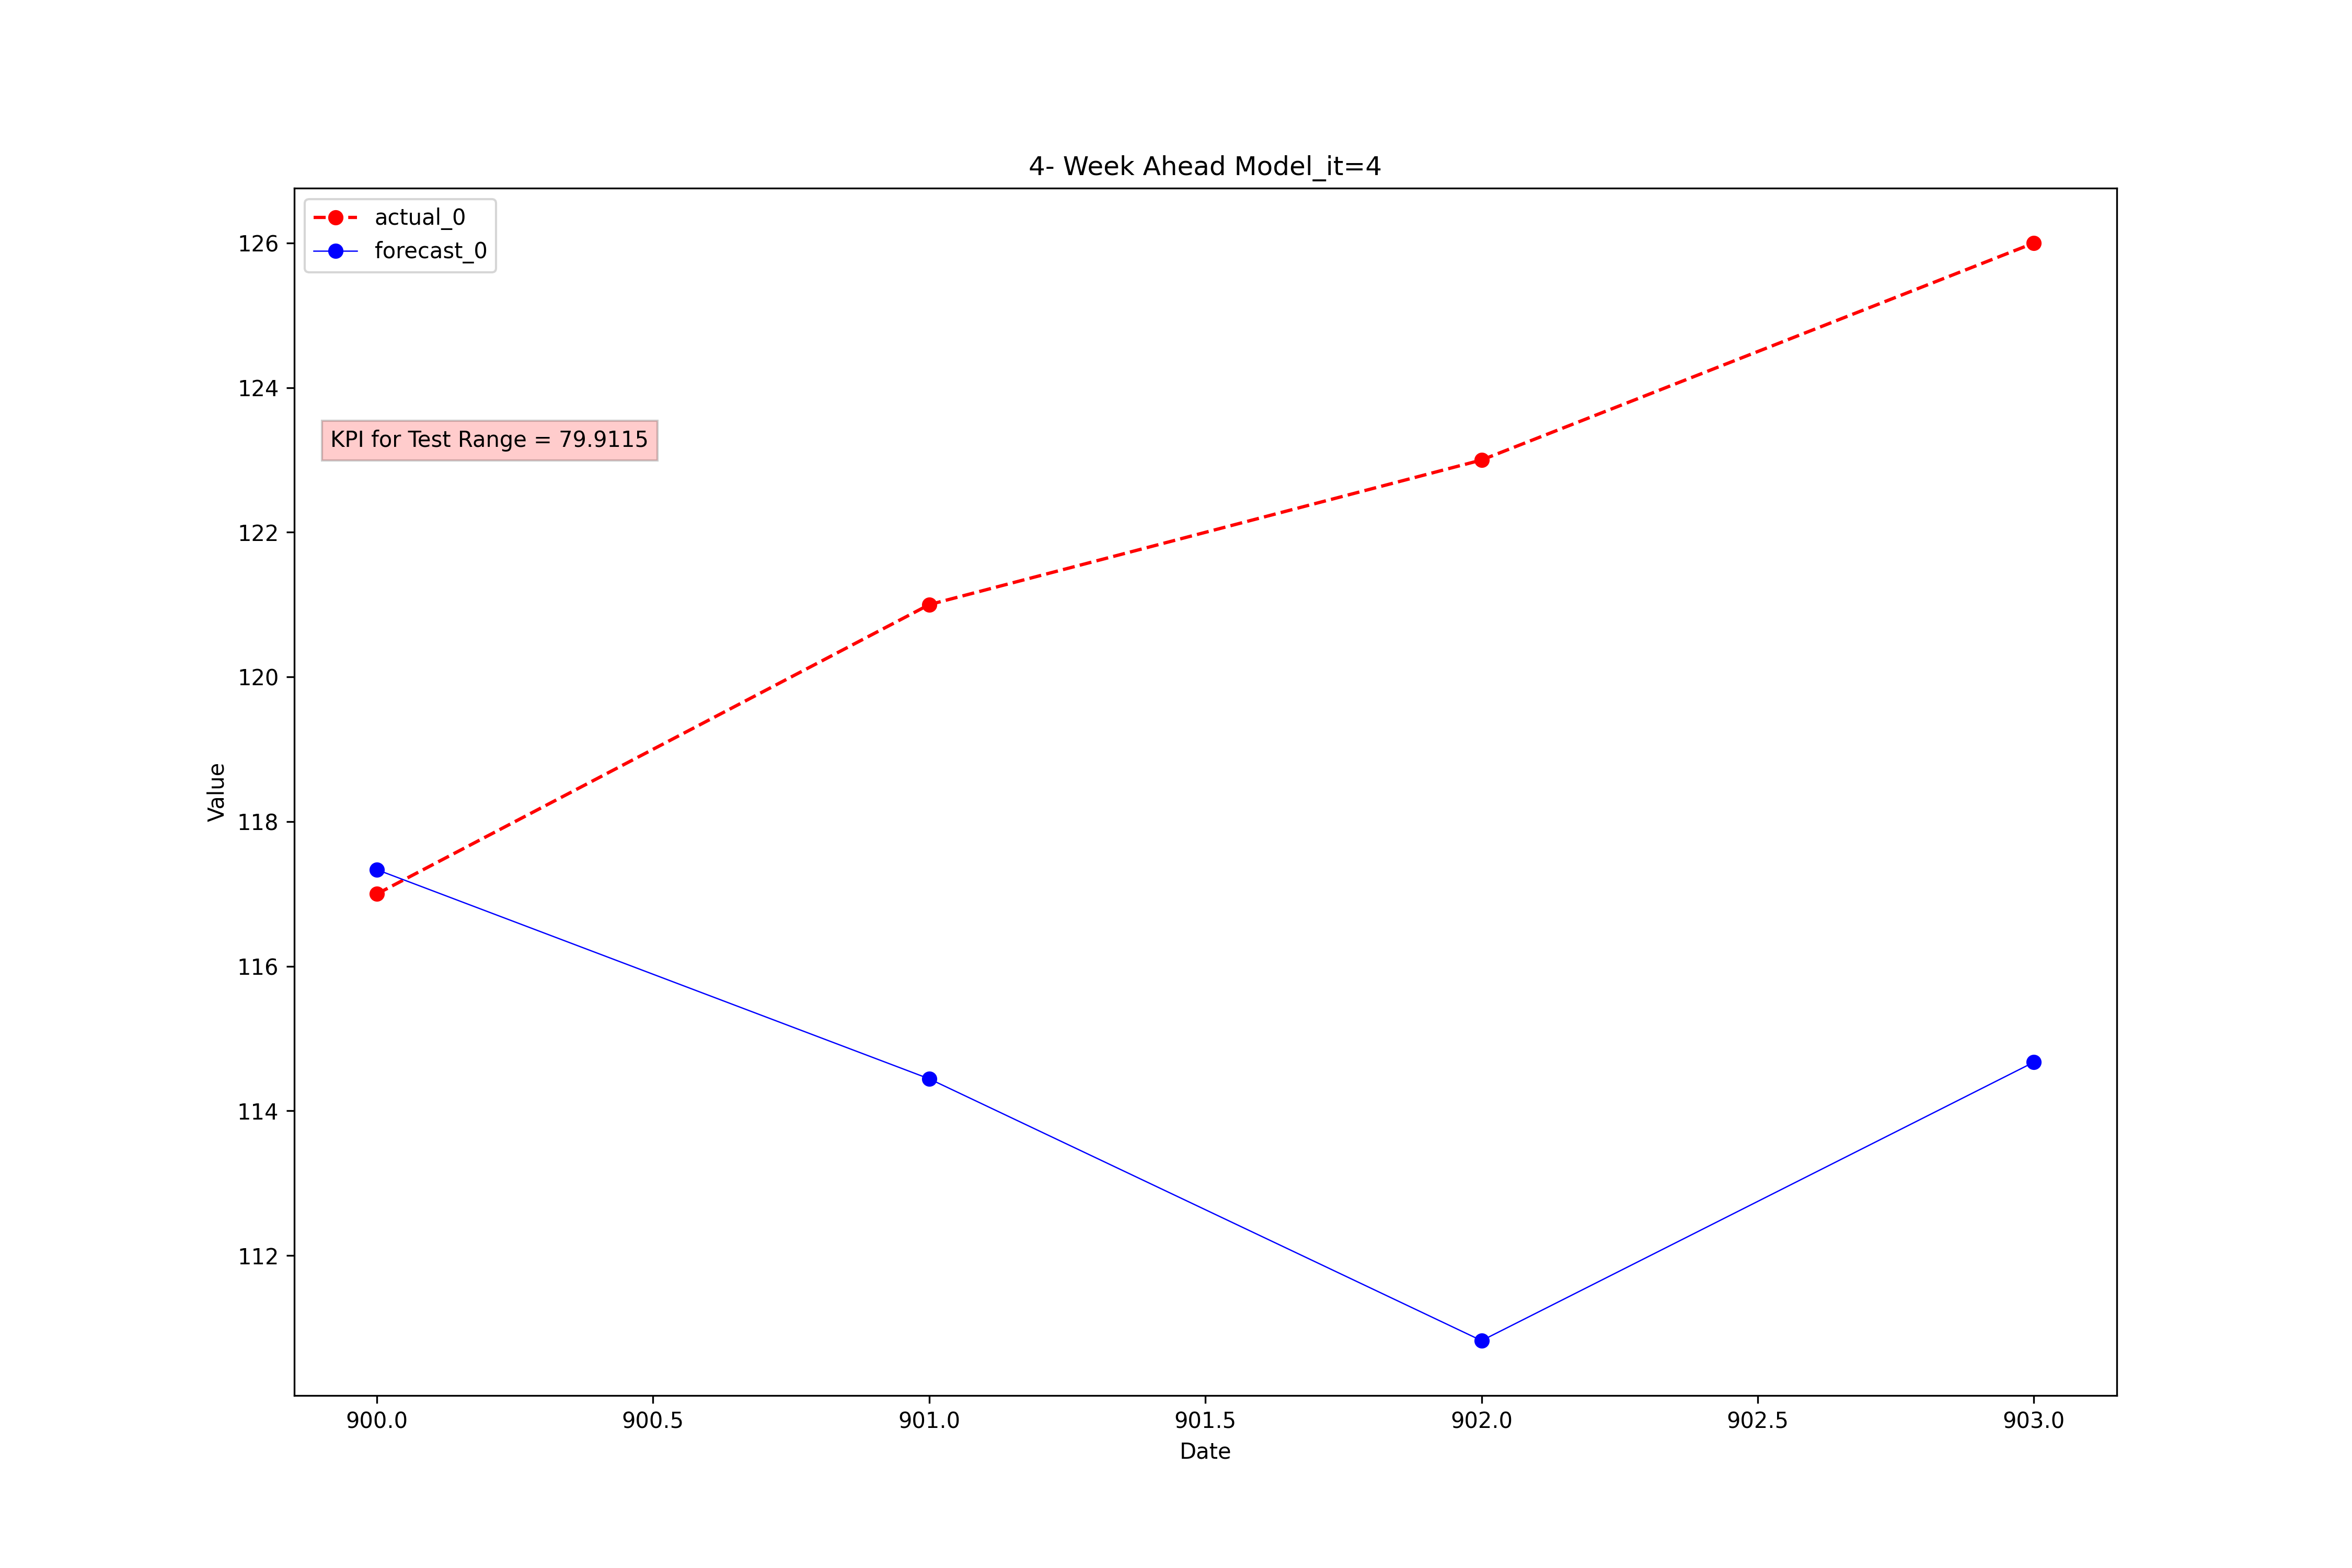 4- Week Ahead Model_it=4
actual_0
forecast_0
KPI for Test Range = 79.9115
126
124
122
120
118
116
114
112
Value
900.0 900.5 901.0 901.5 902.0 902.5 903.0
Date